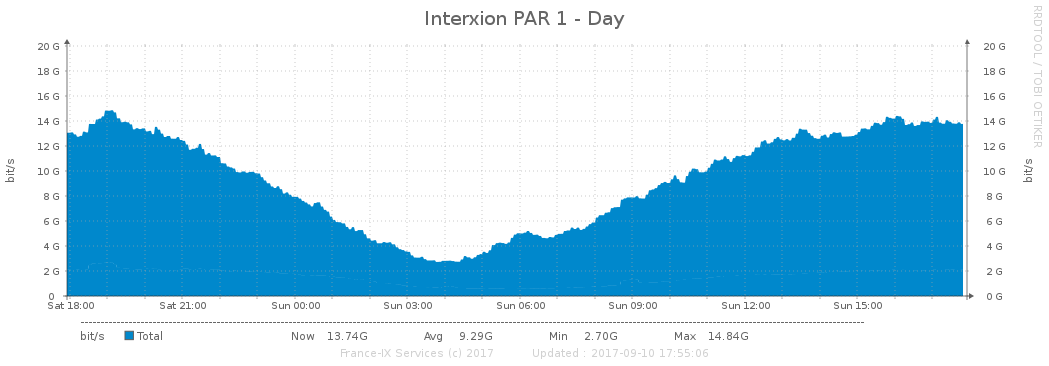 Interxion PAR 1 - Day
RRDTOOL / TOBI OETIKER
20 G 20 G
18 G 18 G
16 G 16 G
14 G 14 G
12 G 12 G
10 G 10 G
8 G 8 G
6 G 6 G
4 G 4 G
2 G 2 G
0 0 G
bit/s
bit/s
Sat 18:00 Sat 21:00 Sun 00:00 Sun 03:00 Sun 06:00 Sun 09:00 Sun 12:00 Sun 15:00
bit/s Total Now 13.74G Avg 9.29G Min 2.70G Max 14.84G
France-IX Services (c) 2017 Updated : 2017-09-10 17:55:06